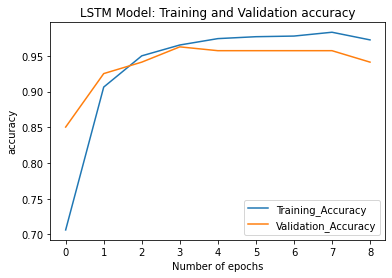 LSTM Model: Training and Validation accuracy
accuracy
0.95
0.90
0.85
0.80
0.75
0.70
Training_Accuracy
Validation_Accuracy
0 1 2 3 4 5 6 7 8
Number of epochs